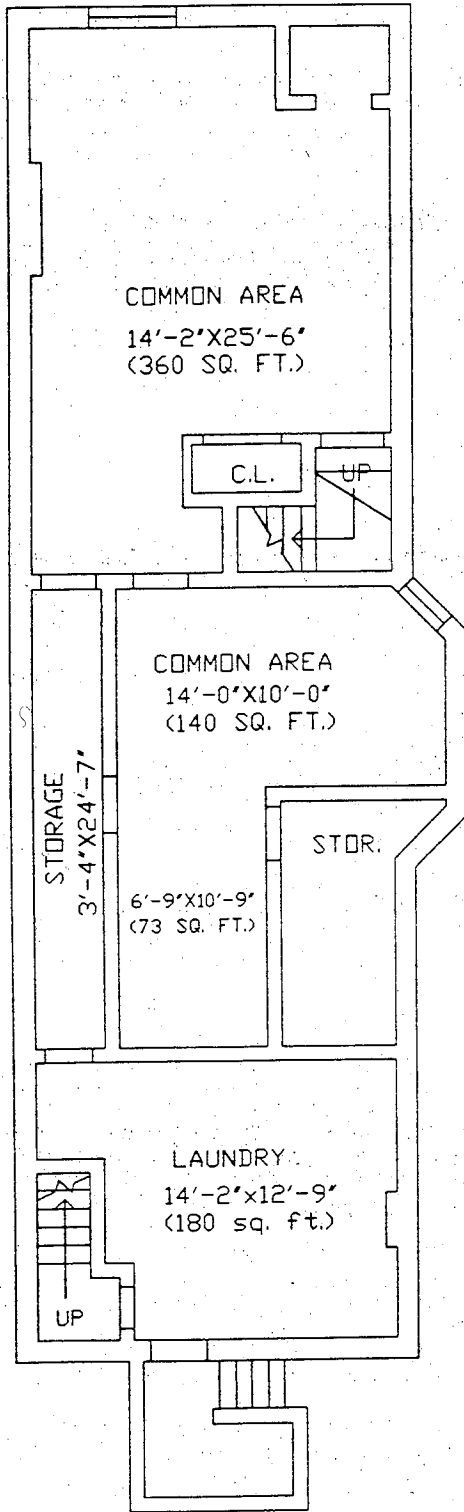 COMMON AREA
14'-2"X25'-6"
(360 SQ. FT.)
C.L.
UP
COMMON AREA
14'-0"X10'-0"
(140 SQ. FT.)
STORAGE
3'-4"X24'-7"
STOR.
6'-9"X10'-9"
(73 SQ. FT.)
LAUNDRY
14'-2"x12'-9"
(180 sq. ft.)
UP